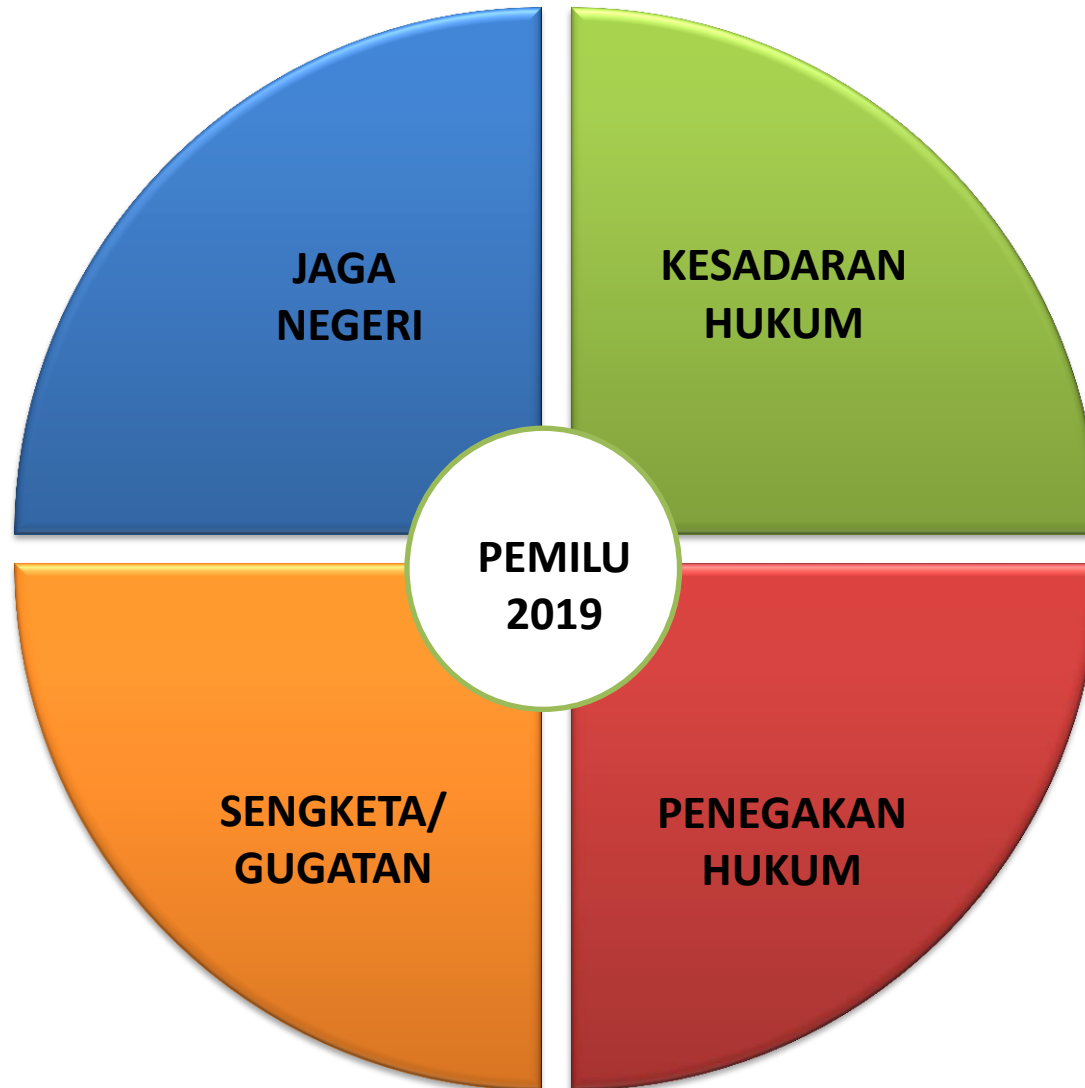 JAGA
NEGERI
KESADARAN
HUKUM
PEMILU
2019
SENGKETA/
GUGATAN
PENEGAKAN
HUKUM